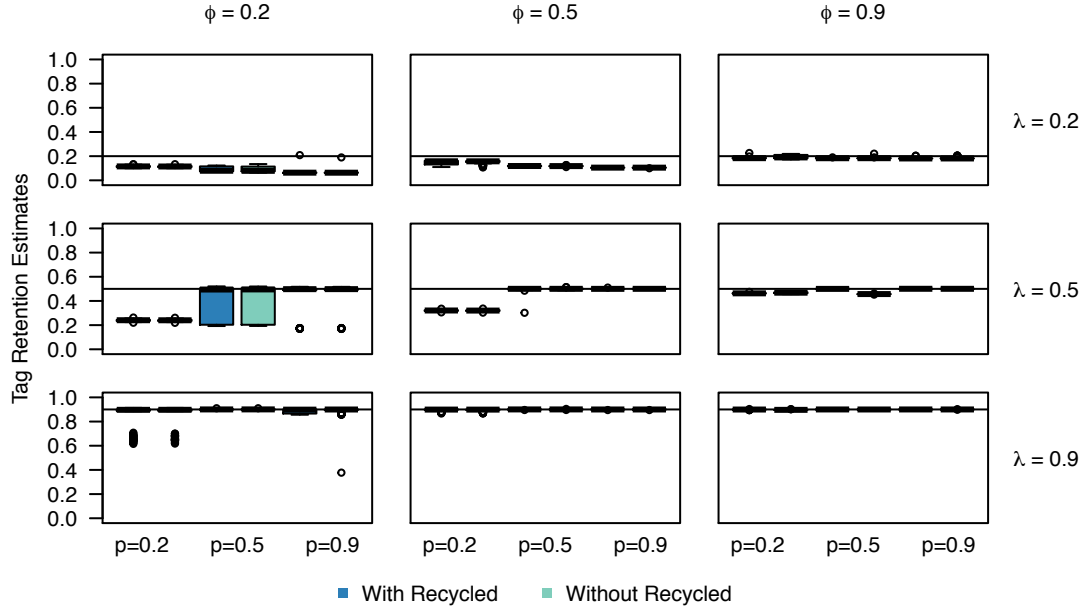 ϕ = 0.2 ϕ = 0.5 ϕ = 0.9
Tag Retention Estimates
1.0
0.8
0.6
0.4
0.2
0.0
λ = 0.2
1.0
0.8
0.6
0.4
0.2
0.0
λ = 0.5
1.0
0.8
0.6
0.4
0.2
0.0
λ = 0.9
p=0.2 p=0.5 p=0.9 p=0.2 p=0.5 p=0.9 p=0.2 p=0.5 p=0.9
With Recycled Without Recycled